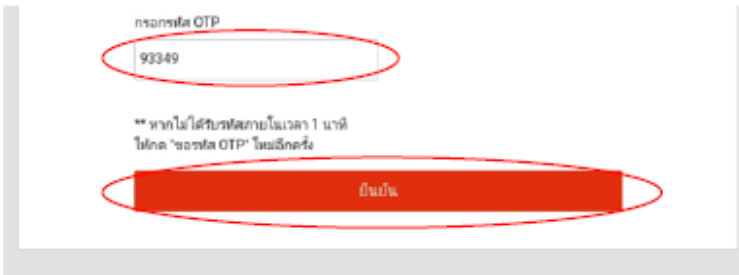 กรอกรหัส OTP
93349
** หากไม่ได้รับรหัสภายในเวลา 1 นาที
ให้กด "ขอรหัส OTP" ใหม่อีกครั้ง
ยืนยัน